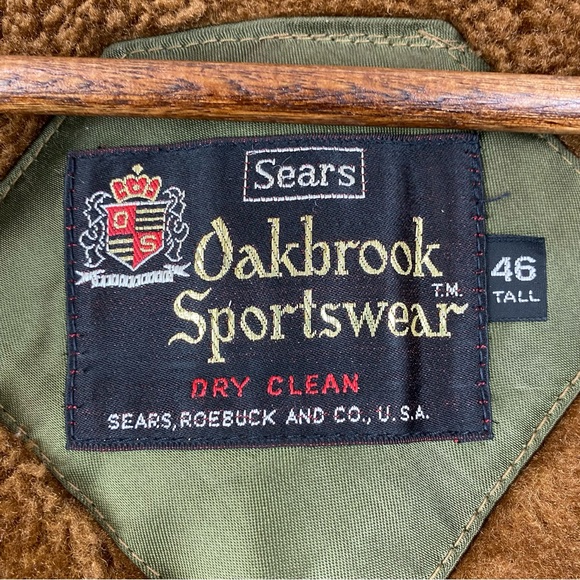 Sears
O S
Oakbrook
Sportswear T.M.
46
TALL
DRY CLEAN
SEARS, ROEBUCK AND CO., U.S.A.